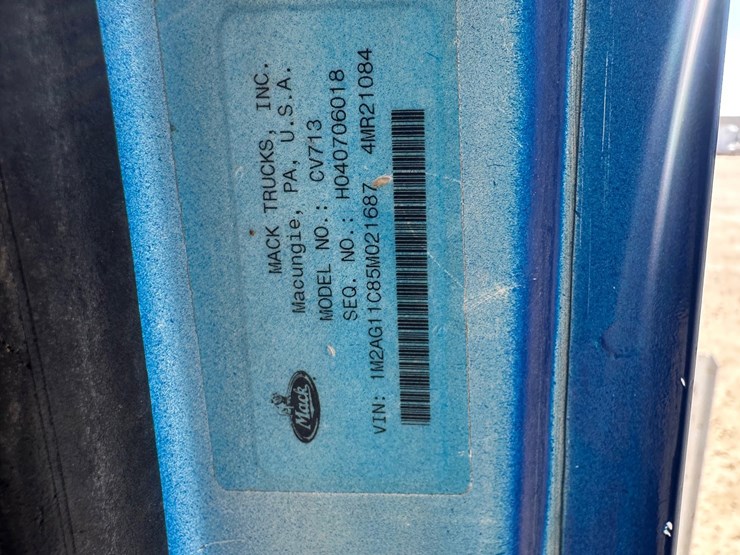 MACK TRUCKS, INC.
Macungie, PA, U.S.A.
MODEL NO.: CV713
SEQ. NO.: H040706018
VIN: 1M2AG11C85M021687 4MR21084
Mack